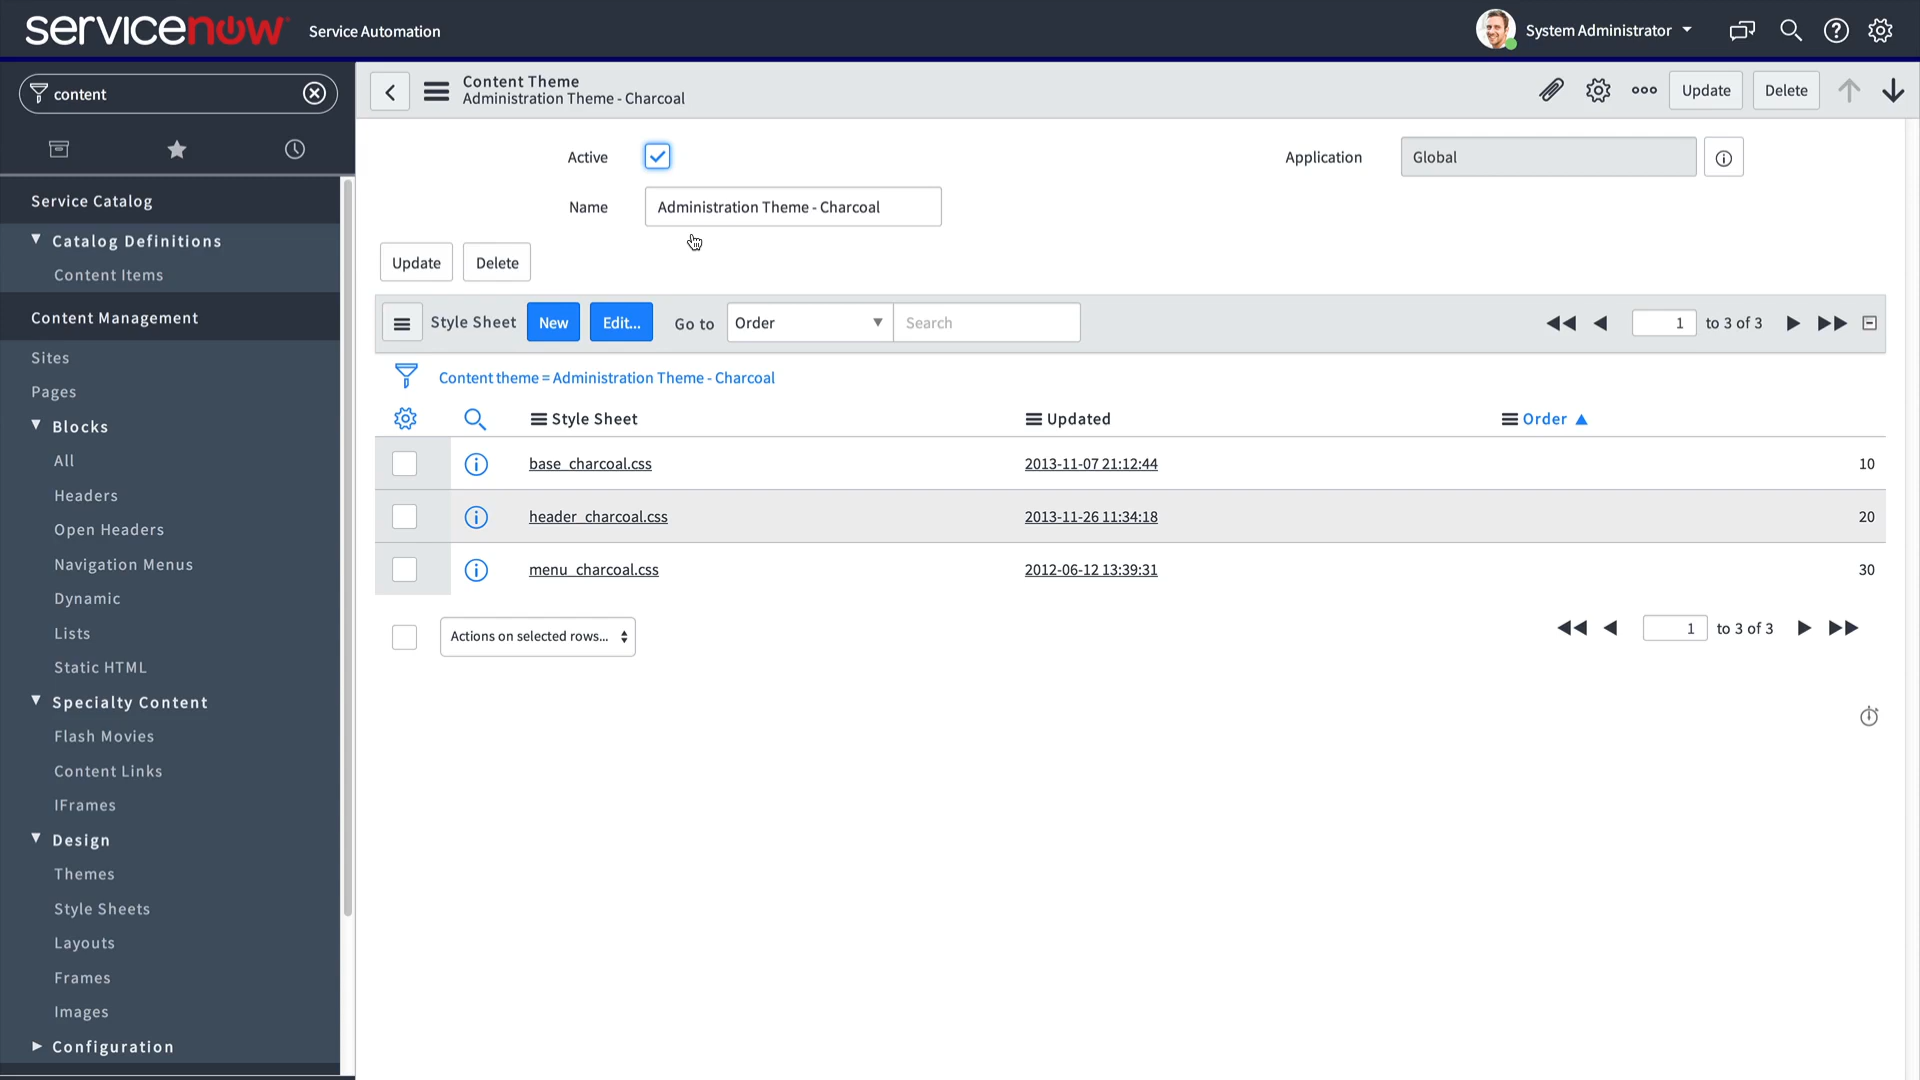 servicenow Service Automation System Administrator
content
Content Theme
Administration Theme - Charcoal
Update Delete
Active
Application Global
Name Administration Theme - Charcoal
Update Delete
Style Sheet New Edit... Go to Order Search 1 to 3 of 3
Content theme = Administration Theme - Charcoal
Style Sheet Updated Order
base_charcoal.css 2013-11-07 21:12:44 10
header_charcoal.css 2013-11-26 11:34:18 20
menu_charcoal.css 2012-06-12 13:39:31 30
Actions on selected rows... 1 to 3 of 3
Service Catalog
Catalog Definitions
Content Items
Content Management
Sites
Pages
Blocks
All
Headers
Open Headers
Navigation Menus
Dynamic
Lists
Static HTML
Specialty Content
Flash Movies
Content Links
IFrames
Design
Themes
Style Sheets
Layouts
Frames
Images
Configuration